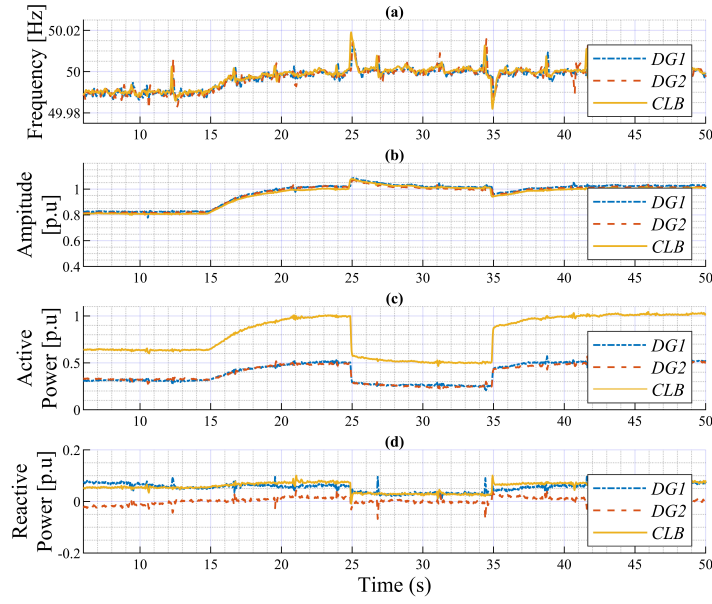 (a)
Frequency [Hz]
50.02
50
49.98
DG1
DG2
CLB
10 15 20 25 30 35 40 45 50
(b)
Ampitude
[p.u]
1
0.8
0.6
0.4
DG1
DG2
CLB
10 15 20 25 30 35 40 45 50
(c)
Active
Power [p.u]
1
0.5
0
DG1
DG2
CLB
10 15 20 25 30 35 40 45 50
(d)
Reactive
Power [p.u]
0.2
0
-0.2
DG1
DG2
CLB
10 15 20 25 30 35 40 45 50
Time (s)